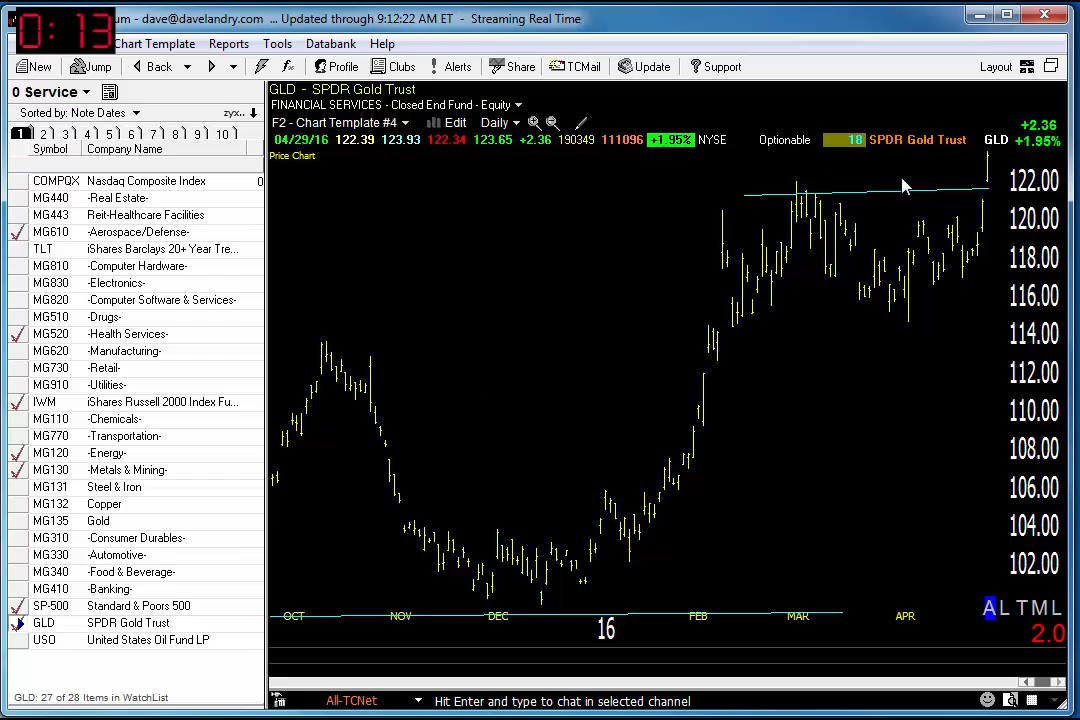 0:13
um - dave@davelandry.com ... Updated through 9:12:22 AM ET - Streaming Real Time
Chart Template Reports Tools Databank Help
New Jump Back Profile Clubs Alerts Share TCMail Update Support Layout
0 Service
Sorted by: Note Dates zyx..
1 2 3 4 5 6 7 8 9 10
Symbol Company Name
COMPQX Nasdaq Composite Index 0
MG440 -Real Estate-
MG443 Reit-Healthcare Facilities
MG610 -Aerospace/Defense-
TLT iShares Barclays 20+ Year Tre...
MG810 -Computer Hardware-
MG830 -Electronics-
MG820 -Computer Software & Services-
MG510 -Drugs-
MG520 -Health Services-
MG620 -Manufacturing-
MG730 -Retail-
MG910 -Utilities-
IWM iShares Russell 2000 Index Fu...
MG110 -Chemicals-
MG770 -Transportation-
MG120 -Energy-
MG130 -Metals & Mining-
MG131 Steel & Iron
MG132 Copper
MG135 Gold
MG310 -Consumer Durables-
MG330 -Automotive-
MG340 -Food & Beverage-
MG410 -Banking-
SP-500 Standard & Poors 500
GLD SPDR Gold Trust
USO United States Oil Fund LP
GLD: 27 of 28 Items in WatchList
GLD - SPDR Gold Trust
FINANCIAL SERVICES - Closed End Fund - Equity
F2 - Chart Template #4 Edit Daily
+2.36
04/29/16 122.39 123.93 122.34 123.65 +2.36 190349 111096 +1.95% NYSE Optionable 18 SPDR Gold Trust GLD +1.95%
Price Chart
122.00
120.00
118.00
116.00
114.00
112.00
110.00
108.00
106.00
104.00
102.00
ALTML
OCT NOV DEC 16 FEB MAR APR
2.0
All-TCNet Hit Enter and type to chat in selected channel